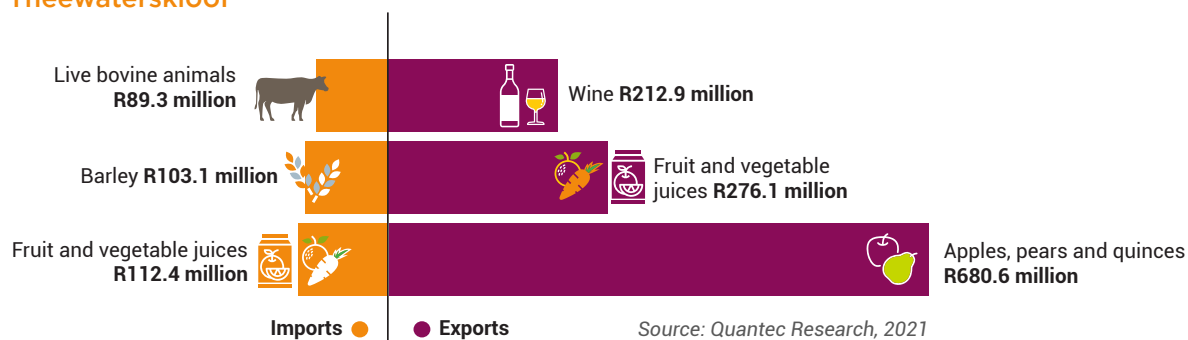 Theewaterskloof
Live bovine animals
R89.3 million
Wine R212.9 million
Barley R103.1 million
Fruit and vegetable
juices R276.1 million
Fruit and vegetable juices
R112.4 million
Apples, pears and quinces
R680.6 million
Imports
Exports
Source: Quantec Research, 2021